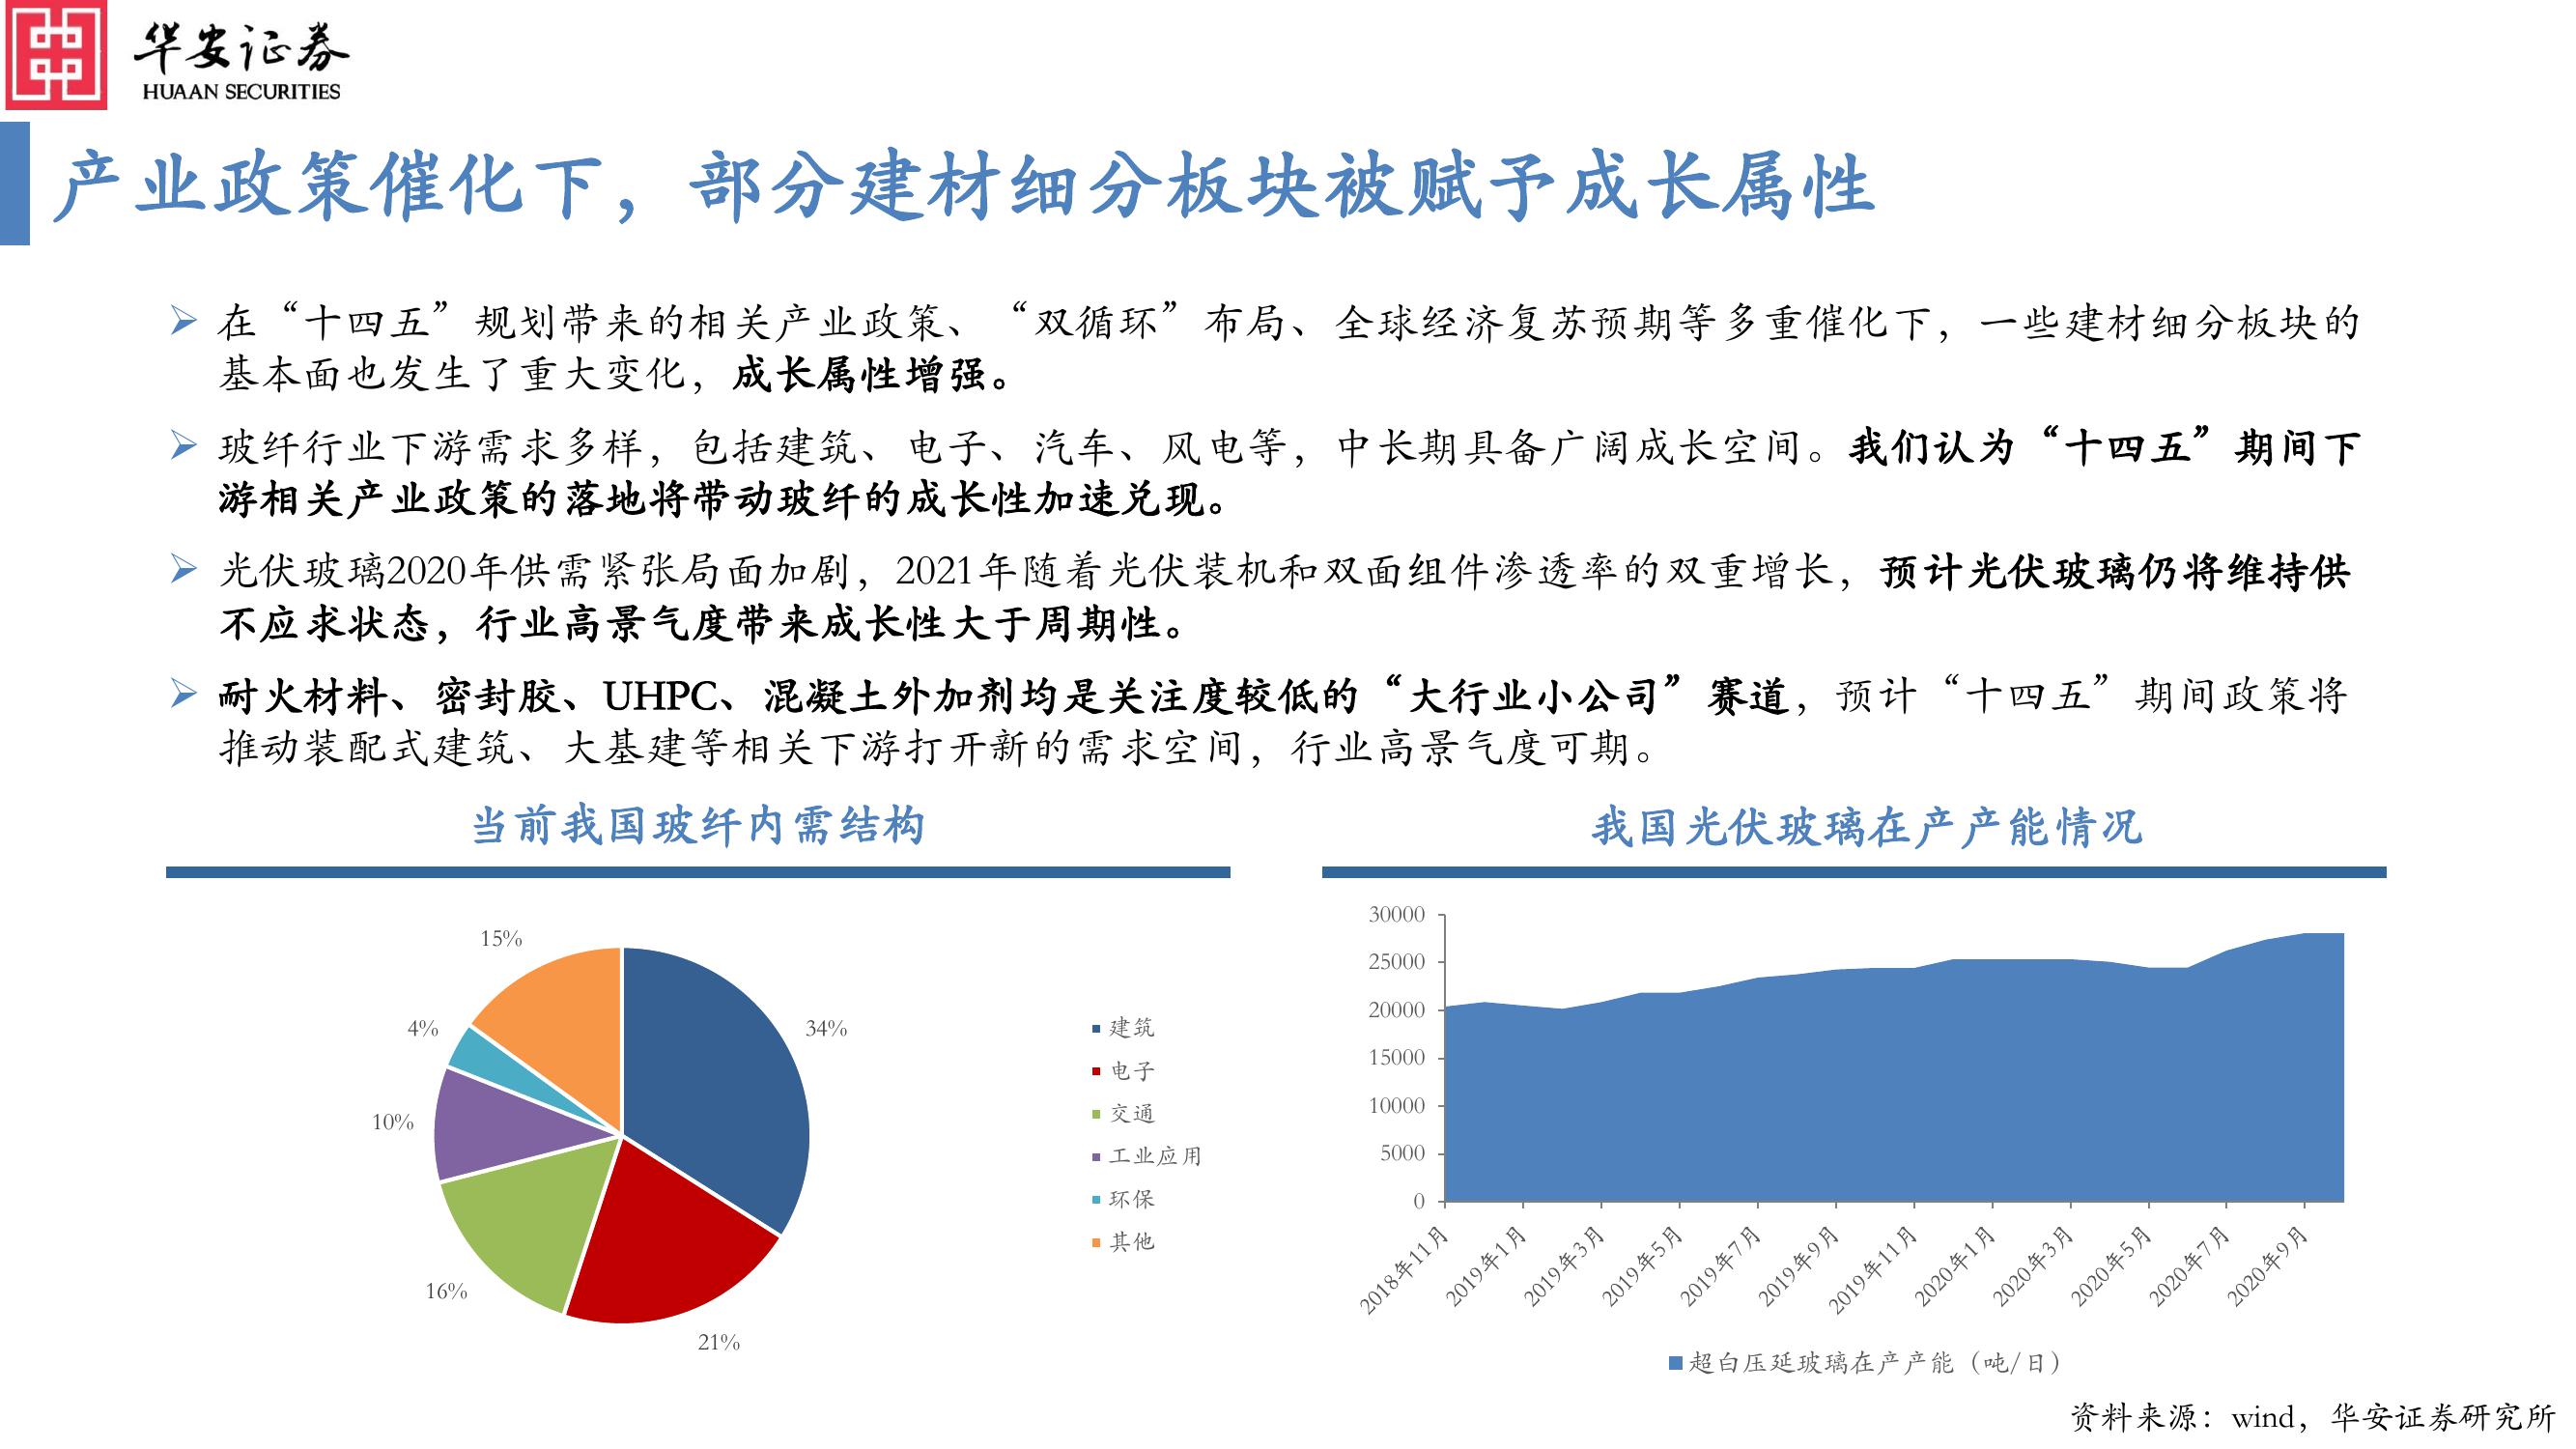 华安证券
HUAAN SECURITIES
产业政策催化下，部分建材细分板块被赋予成长属性
在“十四五”规划带来的相关产业政策、“双循环”布局、全球经济复苏预期等多重催化下，一些建材细分板块的
基本面也发生了重大变化，成长属性增强。
玻纤行业下游需求多样，包括建筑、电子、汽车、风电等，中长期具备广阔成长空间。我们认为“十四五”期间下
游相关产业政策的落地将带动玻纤的成长性加速兑现。
光伏玻璃2020年供需紧张局面加剧，2021年随着光伏装机和双面组件渗透率的双重增长，预计光伏玻璃仍将维持供
不应求状态，行业高景气度带来成长性大于周期性。
耐火材料、密封胶、UHPC、混凝土外加剂均是关注度较低的“大行业小公司”赛道，预计“十四五”期间政策将
推动装配式建筑、大基建等相关下游打开新的需求空间，行业高景气度可期。
当前我国玻纤内需结构
15%
4%
34%
10%
16%
21%
建筑
电子
交通
工业应用
环保
其他
我国光伏玻璃在产产能情况
30000
25000
20000
15000
10000
5000
0
2018年11月
2019年1月
2019年3月
2019年5月
2019年7月
2019年9月
2019年11月
2020年1月
2020年3月
2020年5月
2020年7月
2020年9月
超白压延玻璃在产产能（吨/日）
资料来源：wind，华安证券研究所